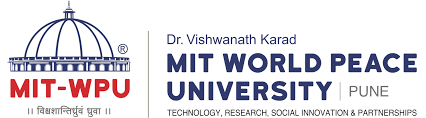 ®
MIT-WPU
॥ विश्वशान्तिर्ध्रुवं ध्रुवा ॥
Dr. Vishwanath Karad
MIT WORLD PEACE
UNIVERSITY | PUNE
TECHNOLOGY, RESEARCH, SOCIAL INNOVATION & PARTNERSHIPS